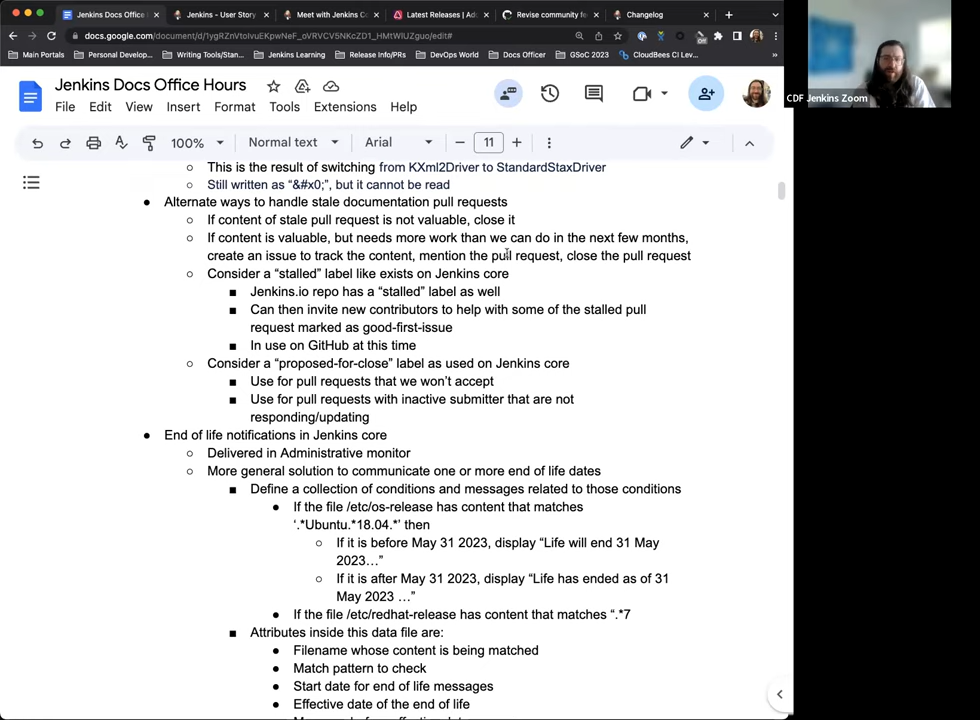 Jenkins Docs Office
Jenkins - User Story
Meet with Jenkins C
Latest Releases | Ad
Revise community fe
Changelog
docs.google.com/document/d/1ygRZnVtoIvuEKpwNeF_oVRVCV5NKcZD1_HMtWlUZguo/edit#
Main Portals
Personal Develop...
Writing Tools/Stan...
Jenkins Learning
Release Info/PRs
DevOps World
Docs Officer
GSoC 2023
CloudBees CI Lev...
CDF Jenkins Zoom
Jenkins Docs Office Hours
File Edit View Insert Format Tools Extensions Help
100% Normal text Arial 11
This is the result of switching from KXml2Driver to StandardStaxDriver
Still written as “&#x0;”, but it cannot be read
Alternate ways to handle stale documentation pull requests
If content of stale pull request is not valuable, close it
If content is valuable, but needs more work than we can do in the next few months,
create an issue to track the content, mention the pull request, close the pull request
Consider a “stalled” label like exists on Jenkins core
Jenkins.io repo has a “stalled” label as well
Can then invite new contributors to help with some of the stalled pull
request marked as good-first-issue
In use on GitHub at this time
Consider a “proposed-for-close” label as used on Jenkins core
Use for pull requests that we won’t accept
Use for pull requests with inactive submitter that are not
responding/updating
End of life notifications in Jenkins core
Delivered in Administrative monitor
More general solution to communicate one or more end of life dates
Define a collection of conditions and messages related to those conditions
If the file /etc/os-release has content that matches
‘.*Ubuntu.*18.04.*’ then
If it is before May 31 2023, display “Life will end 31 May
2023…”
If it is after May 31 2023, display “Life has ended as of 31
May 2023 …”
If the file /etc/redhat-release has content that matches “.*7
Attributes inside this data file are:
Filename whose content is being matched
Match pattern to check
Start date for end of life messages
Effective date of the end of life